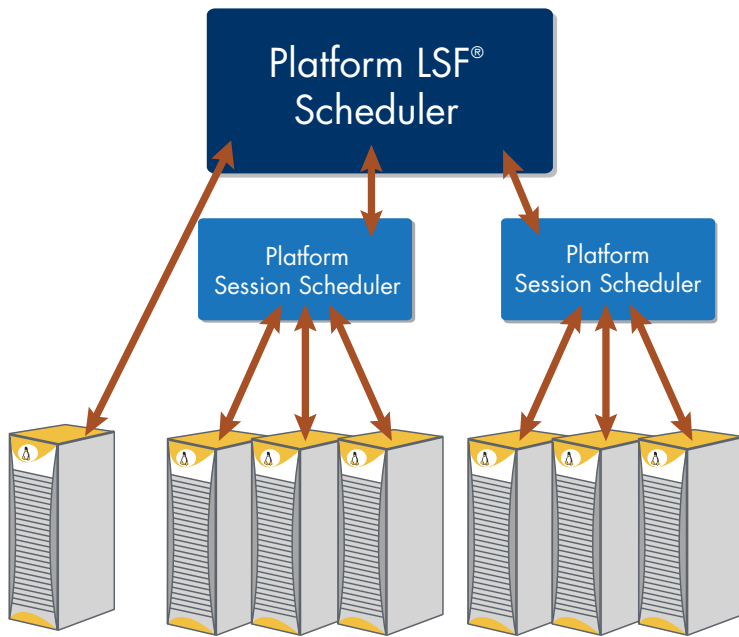 Platform LSF®
Scheduler
Platform
Session Scheduler
Platform
Session Scheduler